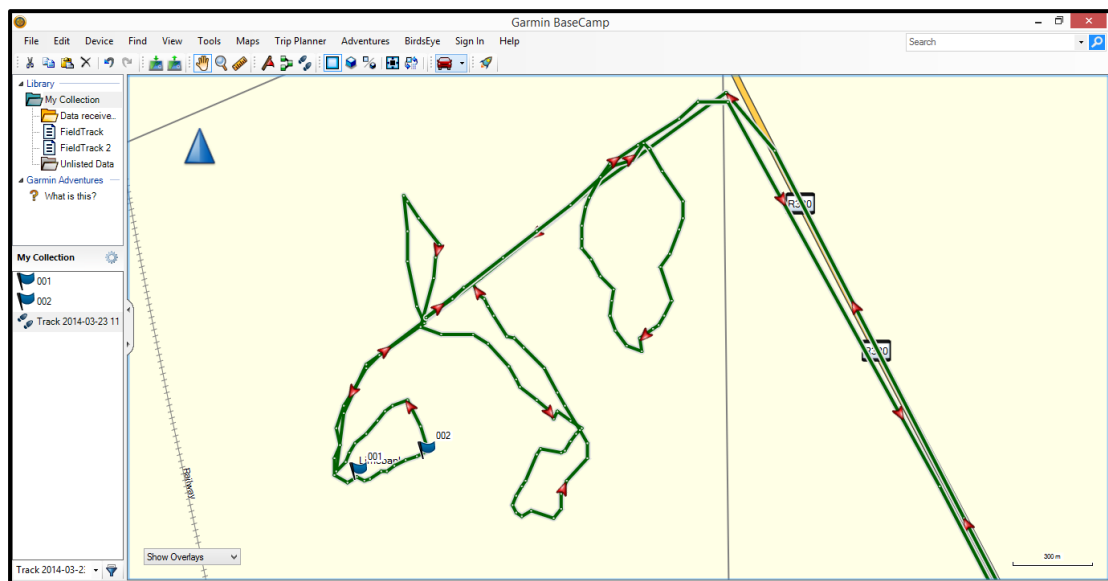 Garmin BaseCamp
File Edit Device Find View Tools Maps Trip Planner Adventures BirdsEye Sign In Help
Search
Library
My Collection
Data receive...
FieldTrack
FieldTrack 2
Unlisted Data
Garmin Adventures
What is this?
My Collection
001
002
Track 2014-03-23 11
Track 2014-03-2
Railway
001
002
Show Overlays
300 m